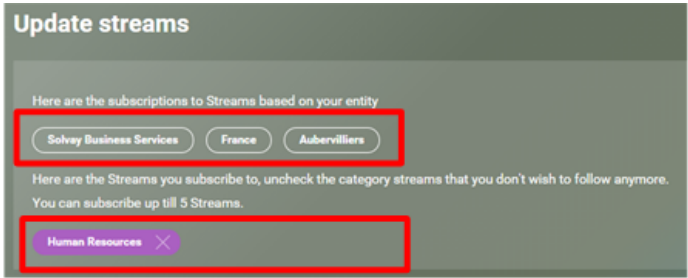 Update streams
Here are the subscriptions to Streams based on your entity
Solvay Business Services France Aubervilliers
Here are the Streams you subscribe to, uncheck the category streams that you don't wish to follow anymore.
You can subscribe up till 5 Streams.
Human Resources